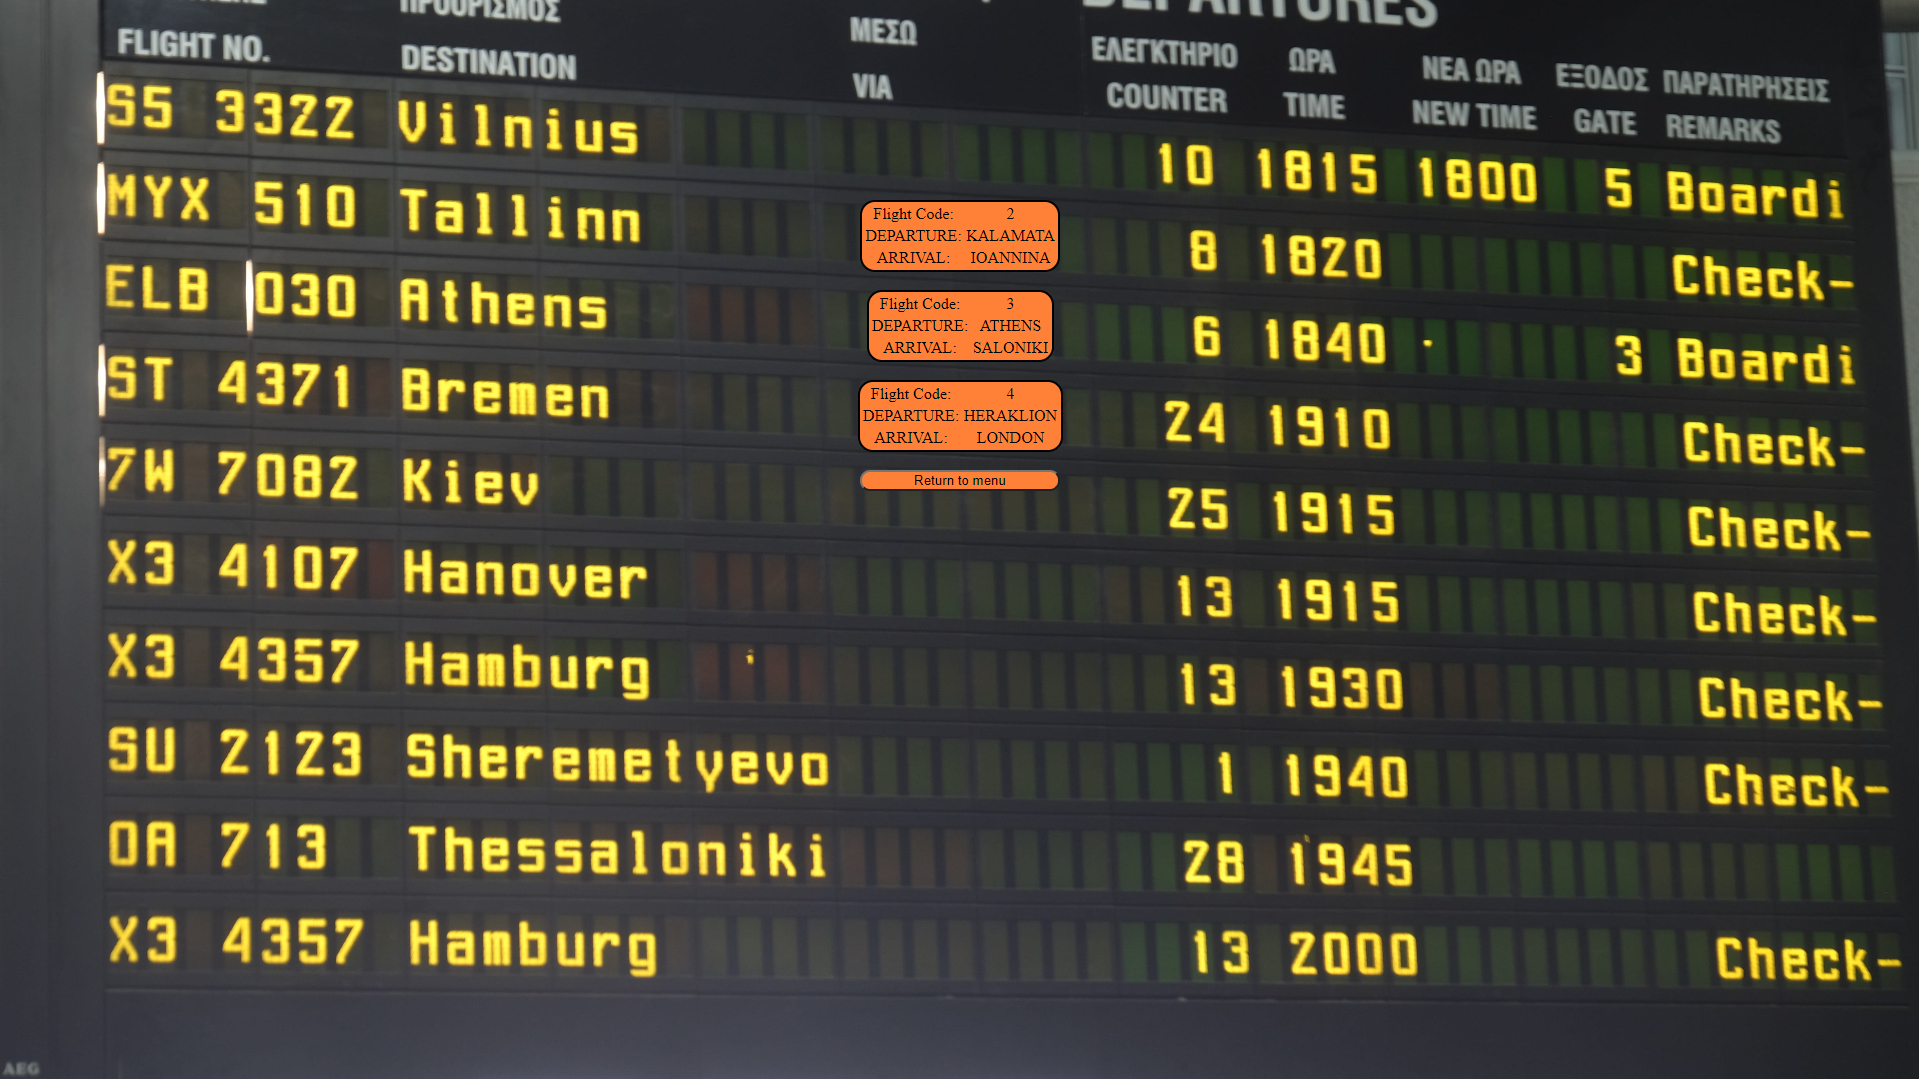 ΠΡΟΟΡΙΣΜΟΣ DEPARTURES
FLIGHT NO. DESTINATION ΜΕΣΩ VIA ΕΛΕΓΚΤΗΡΙΟ COUNTER ΩΡΑ TIME ΝΕΑ ΩΡΑ NEW TIME ΕΞΟΔΟΣ GATE ΠΑΡΑΤΗΡΗΣΕΙΣ REMARKS
S5 3322 Vilnius 10 1815 1800 5 Boardi
MYX 510 Tallinn 8 1820 Check-
ELB 030 Athens 6 1840 3 Boardi
ST 4371 Bremen 24 1910 Check-
7W 7082 Kiev 25 1915 Check-
X3 4107 Hanover 13 1915 Check-
X3 4357 Hamburg 13 1930 Check-
SU 2123 Sheremetyevo 1 1940 Check-
OA 713 Thessaloniki 28 1945
X3 4357 Hamburg 13 2000 Check-
Flight Code: 2
DEPARTURE: KALAMATA
ARRIVAL: IOANNINA
Flight Code: 3
DEPARTURE: ATHENS
ARRIVAL: SALONIKI
Flight Code: 4
DEPARTURE: HERAKLION
ARRIVAL: LONDON
Return to menu
AEG